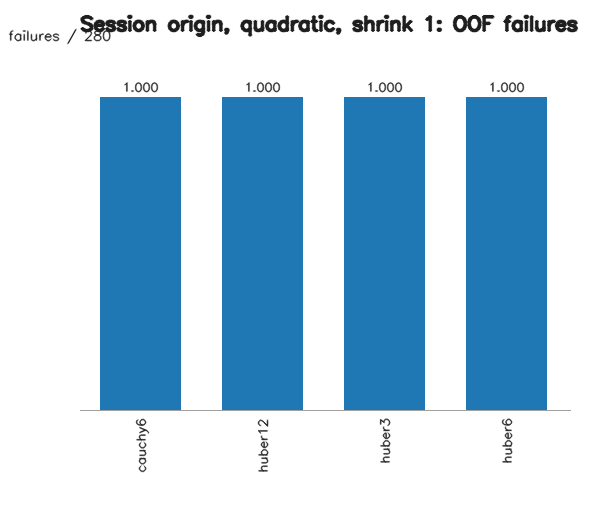 Session origin, quadratic, shrink 1: OOF failures
failures / 280
1.000
1.000
1.000
1.000
cauchy6
huber12
huber3
huber6